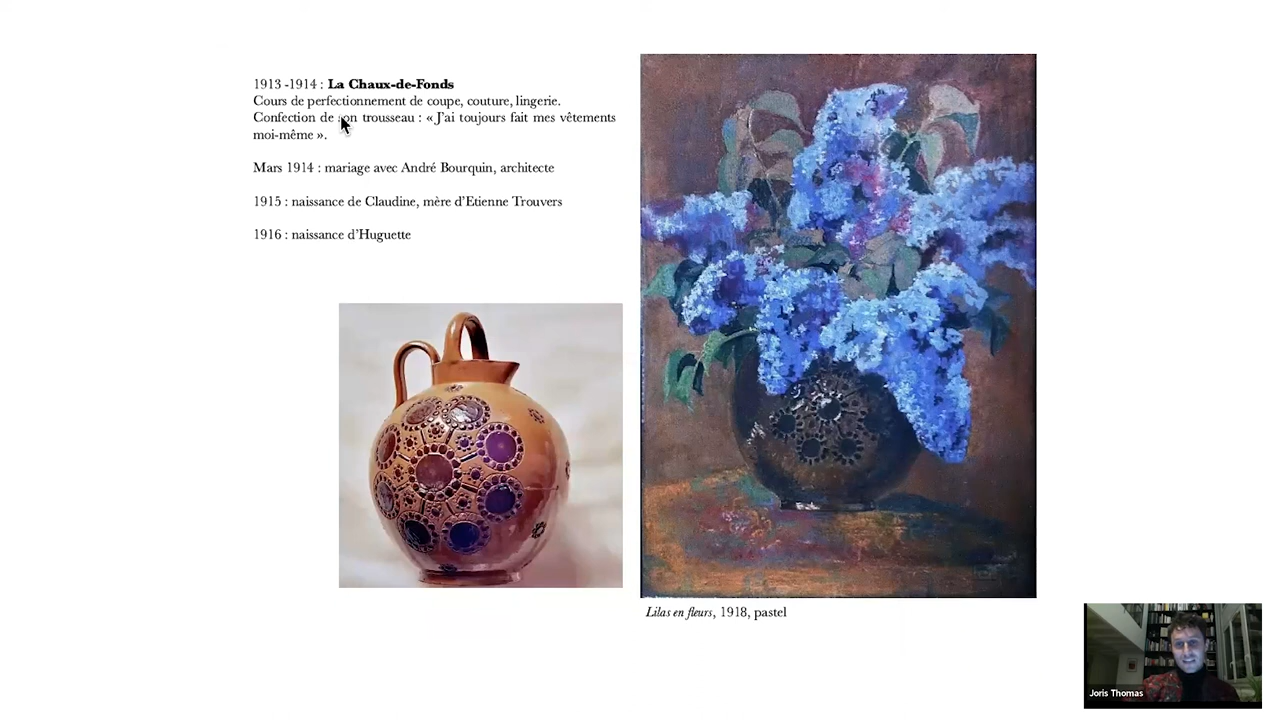 1913 -1914 : La Chaux-de-Fonds
Cours de perfectionnement de coupe, couture, lingerie.
Confection de son trousseau : « J'ai toujours fait mes vêtements
moi-même ».
Mars 1914 : mariage avec André Bourquin, architecte
1915 : naissance de Claudine, mère d'Etienne Trouvers
1916 : naissance d'Huguette
Lilas en fleurs, 1918, pastel
Joris Thomas